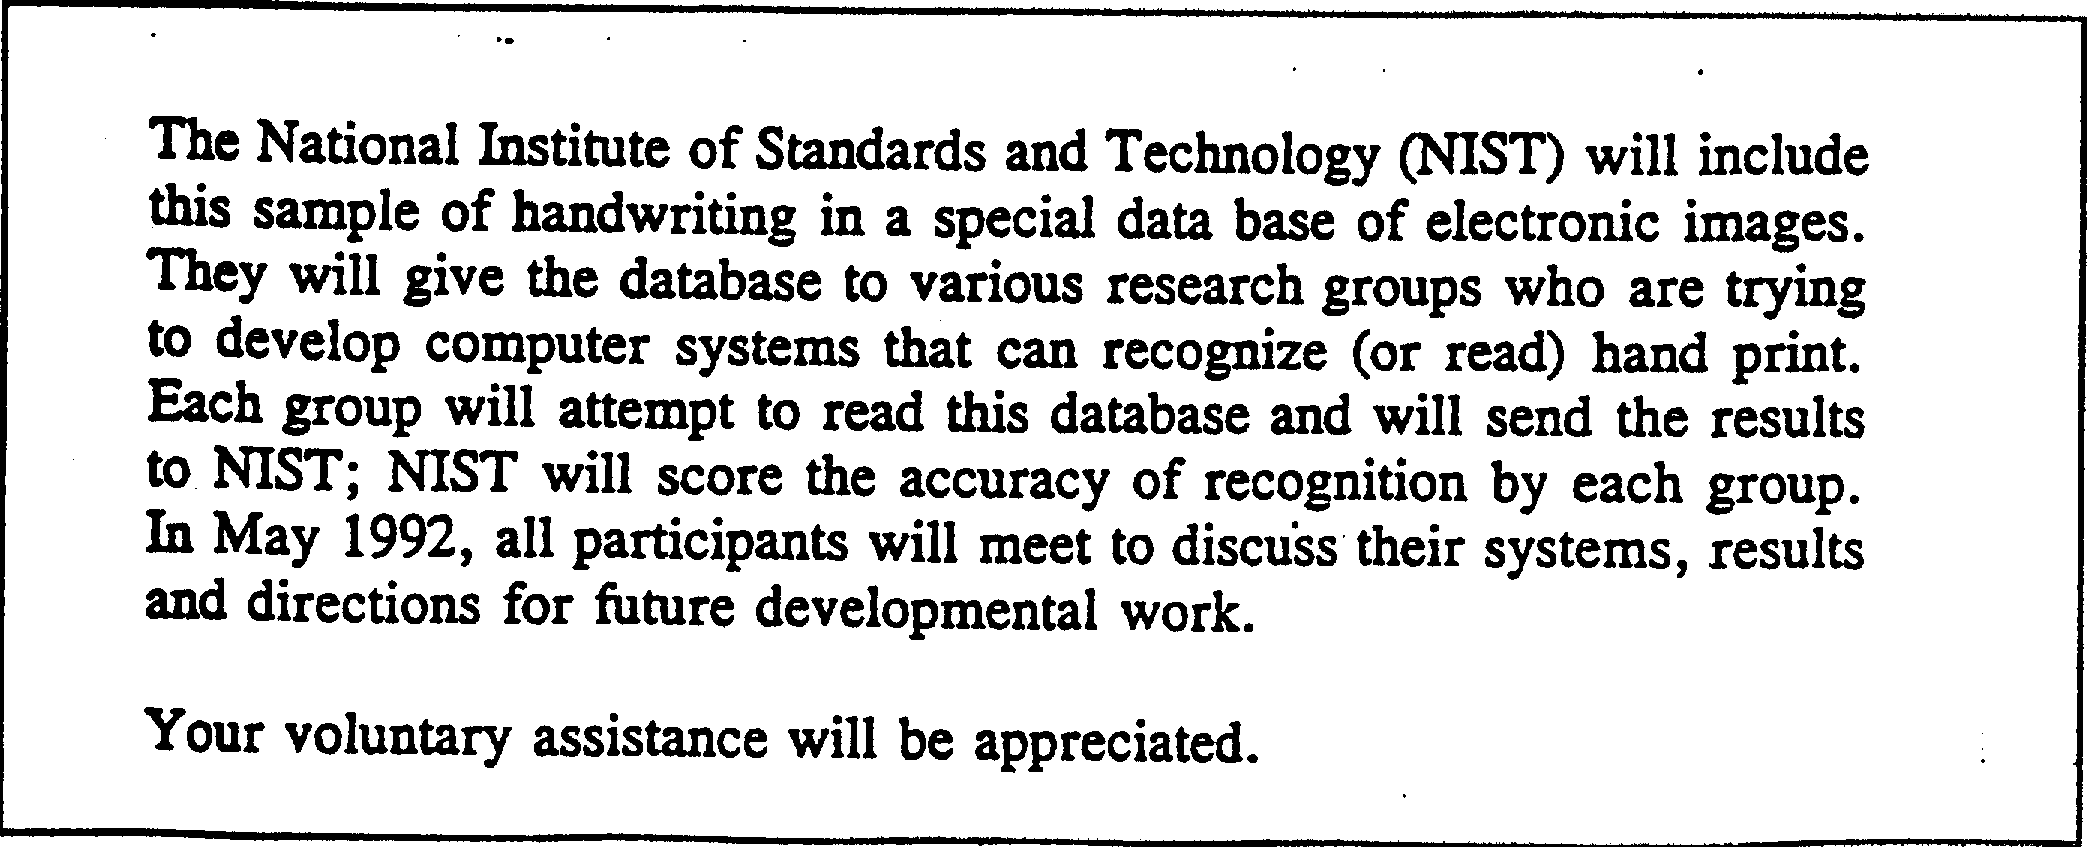 The National Institute of Standards and Technology (NIST) will include
this sample of handwriting in a special data base of electronic images.
They will give the database to various research groups who are trying
to develop computer systems that can recognize (or read) hand print.
Each group will attempt to read this database and will send the results
to NIST; NIST will score the accuracy of recognition by each group.
In May 1992, all participants will meet to discuss their systems, results
and directions for future developmental work.
Your voluntary assistance will be appreciated.